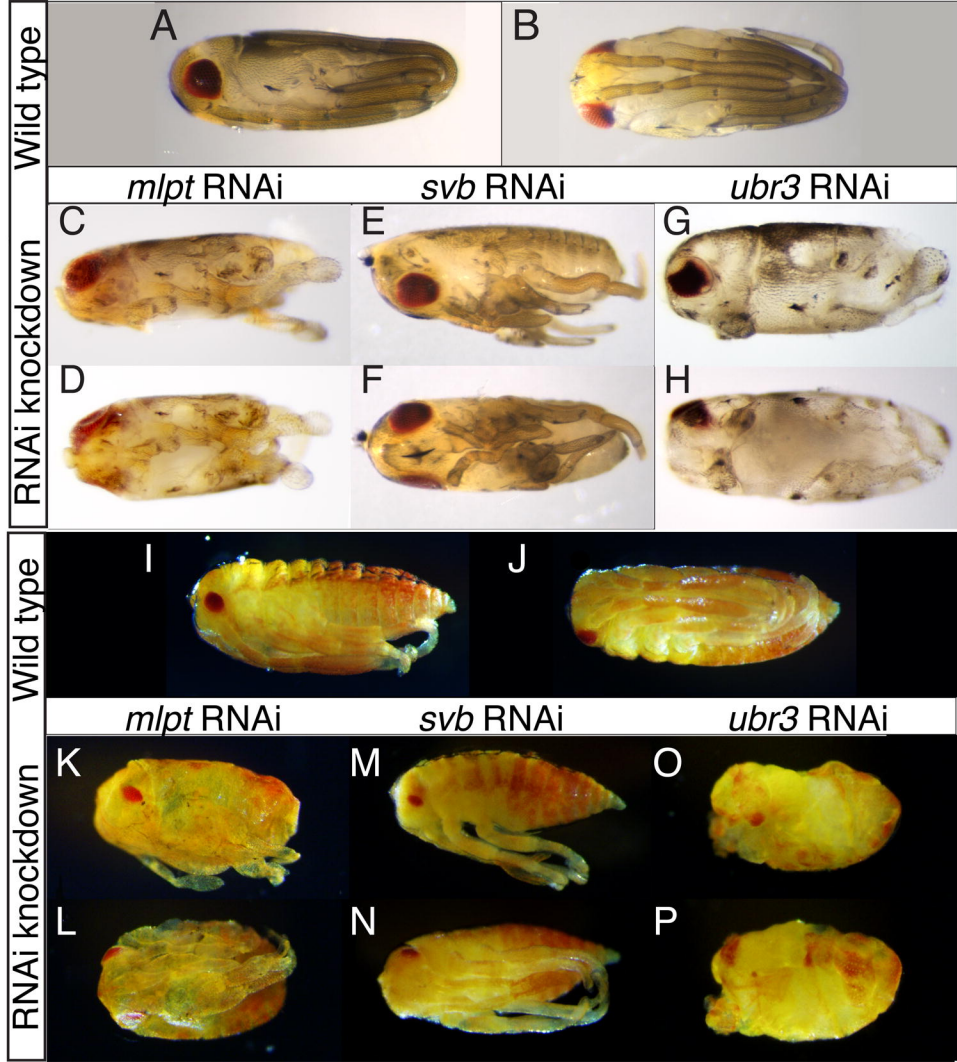 Wild type
A
B
RNAi knockdown
mlpt RNAi
svb RNAi
ubr3 RNAi
C
E
G
D
F
H
Wild type
I
J
RNAi knockdown
mlpt RNAi
svb RNAi
ubr3 RNAi
K
M
O
L
N
P